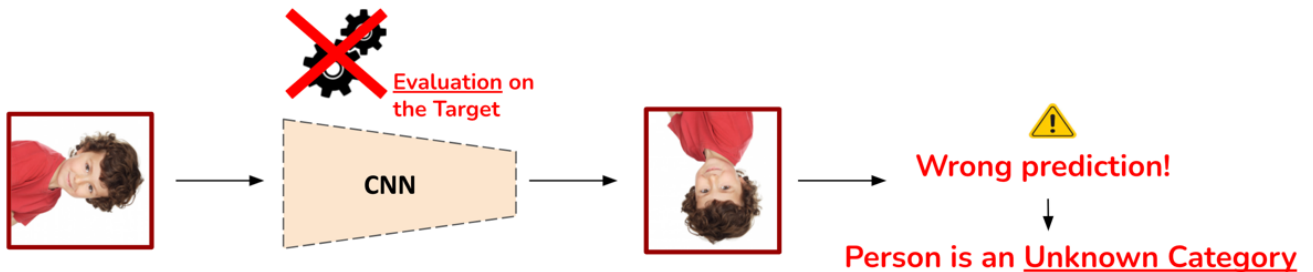 Evaluation on
the Target
CNN
Wrong prediction!
Person is an Unknown Category